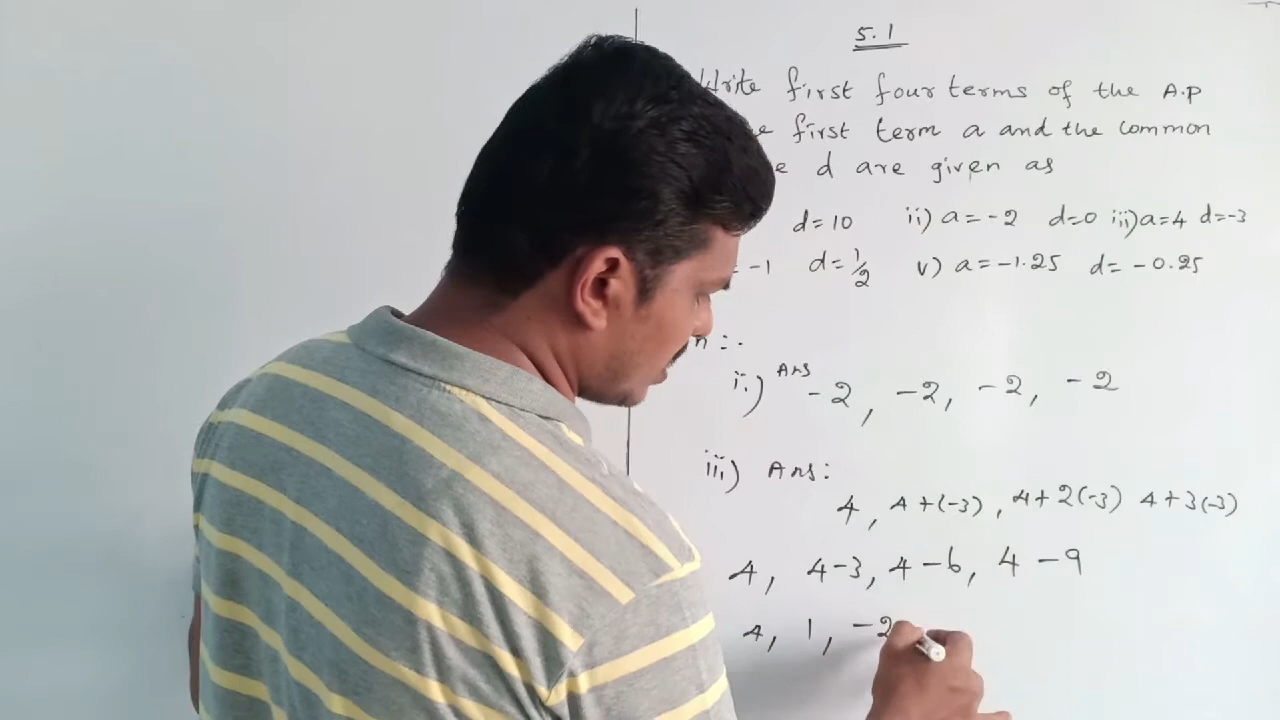 5.1
Write first four terms of the A.P
first term a and the common
d are given as
d=10 ii) a=-2 d=0 iii) a=4 d=-3
= -1 d=1/2 v) a=-1.25 d= -0.25
ii) Ans -2, -2, -2, -2
iii) Ans:
4, 4+(-3), 4+2(-3) 4+3(-3)
4, 4-3, 4-6, 4-9
4, 1, -2